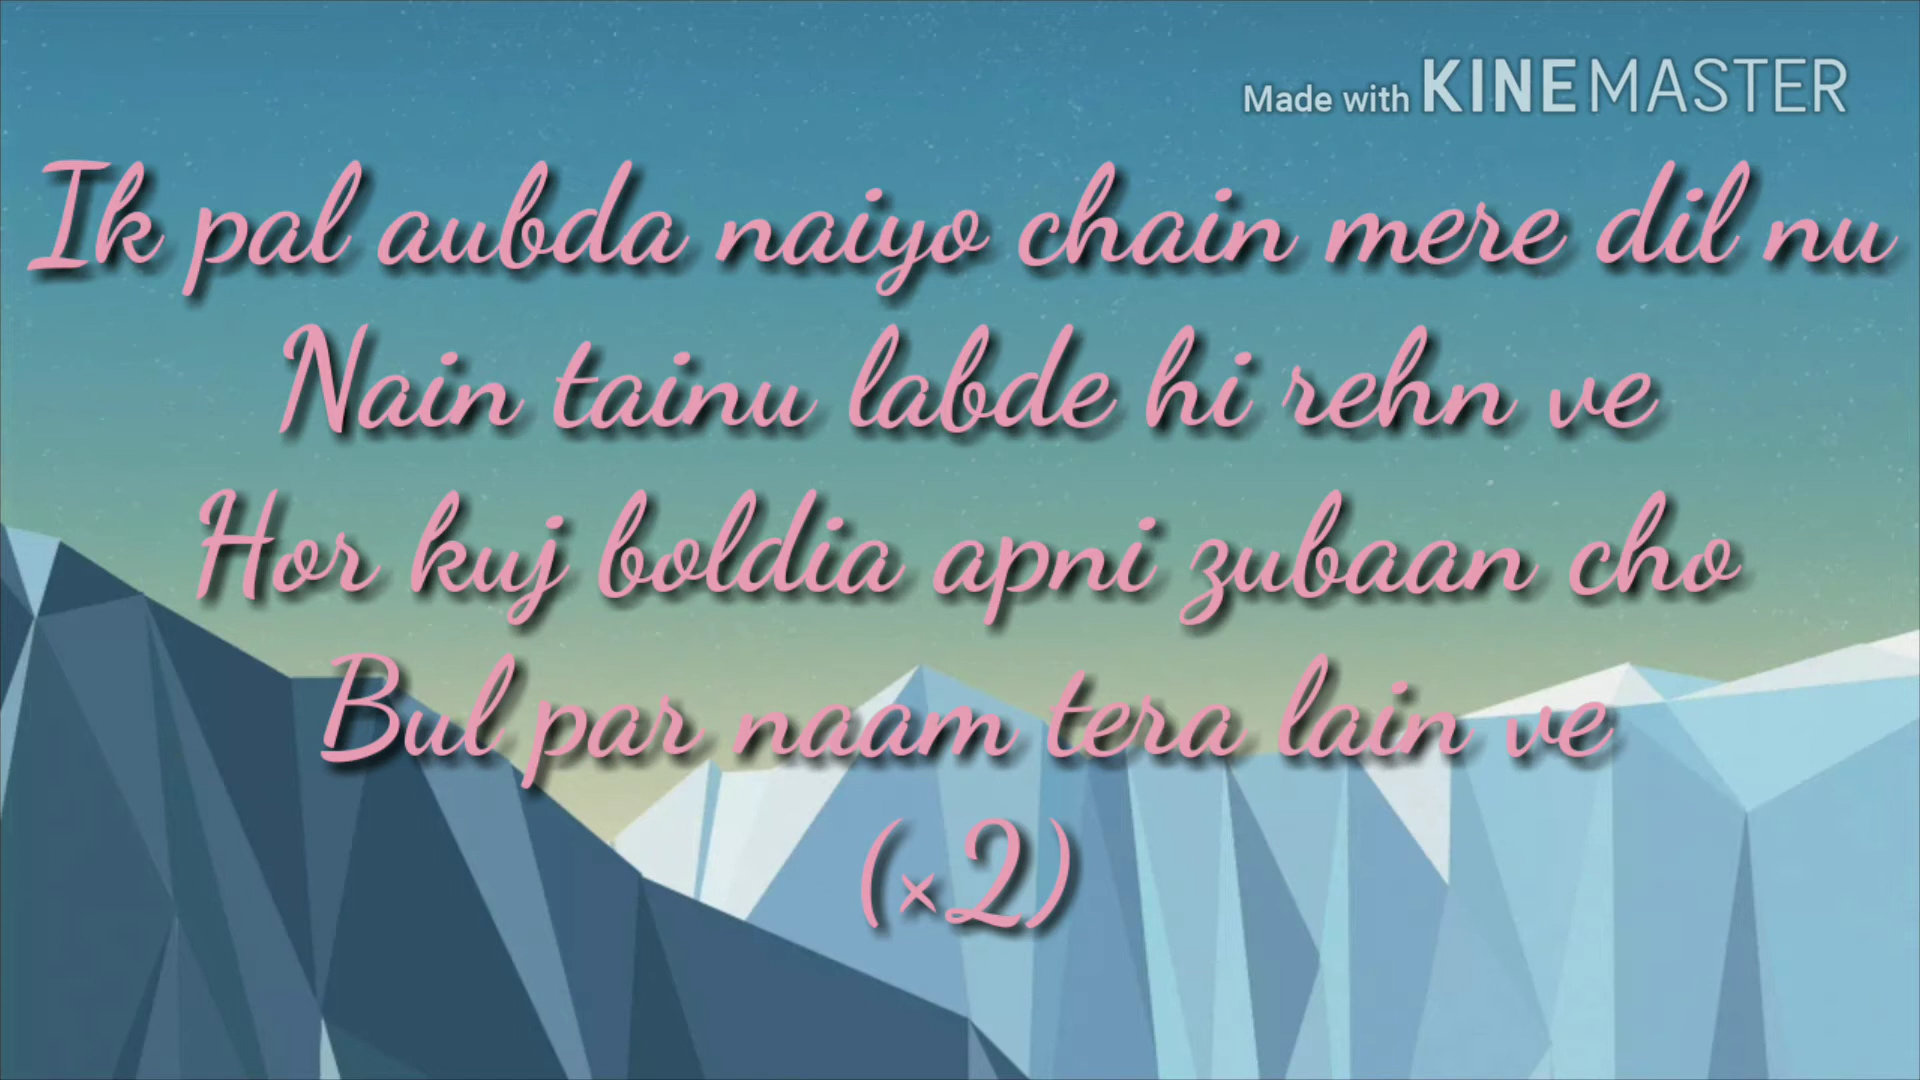 Made with KINEMASTER
Ik pal aubda naiyo chain mere dil nu
Nain tainu labde hi rehn ve
Hor kuj boldia apni zubaan cho
Bul par naam tera lain ve
(×2)